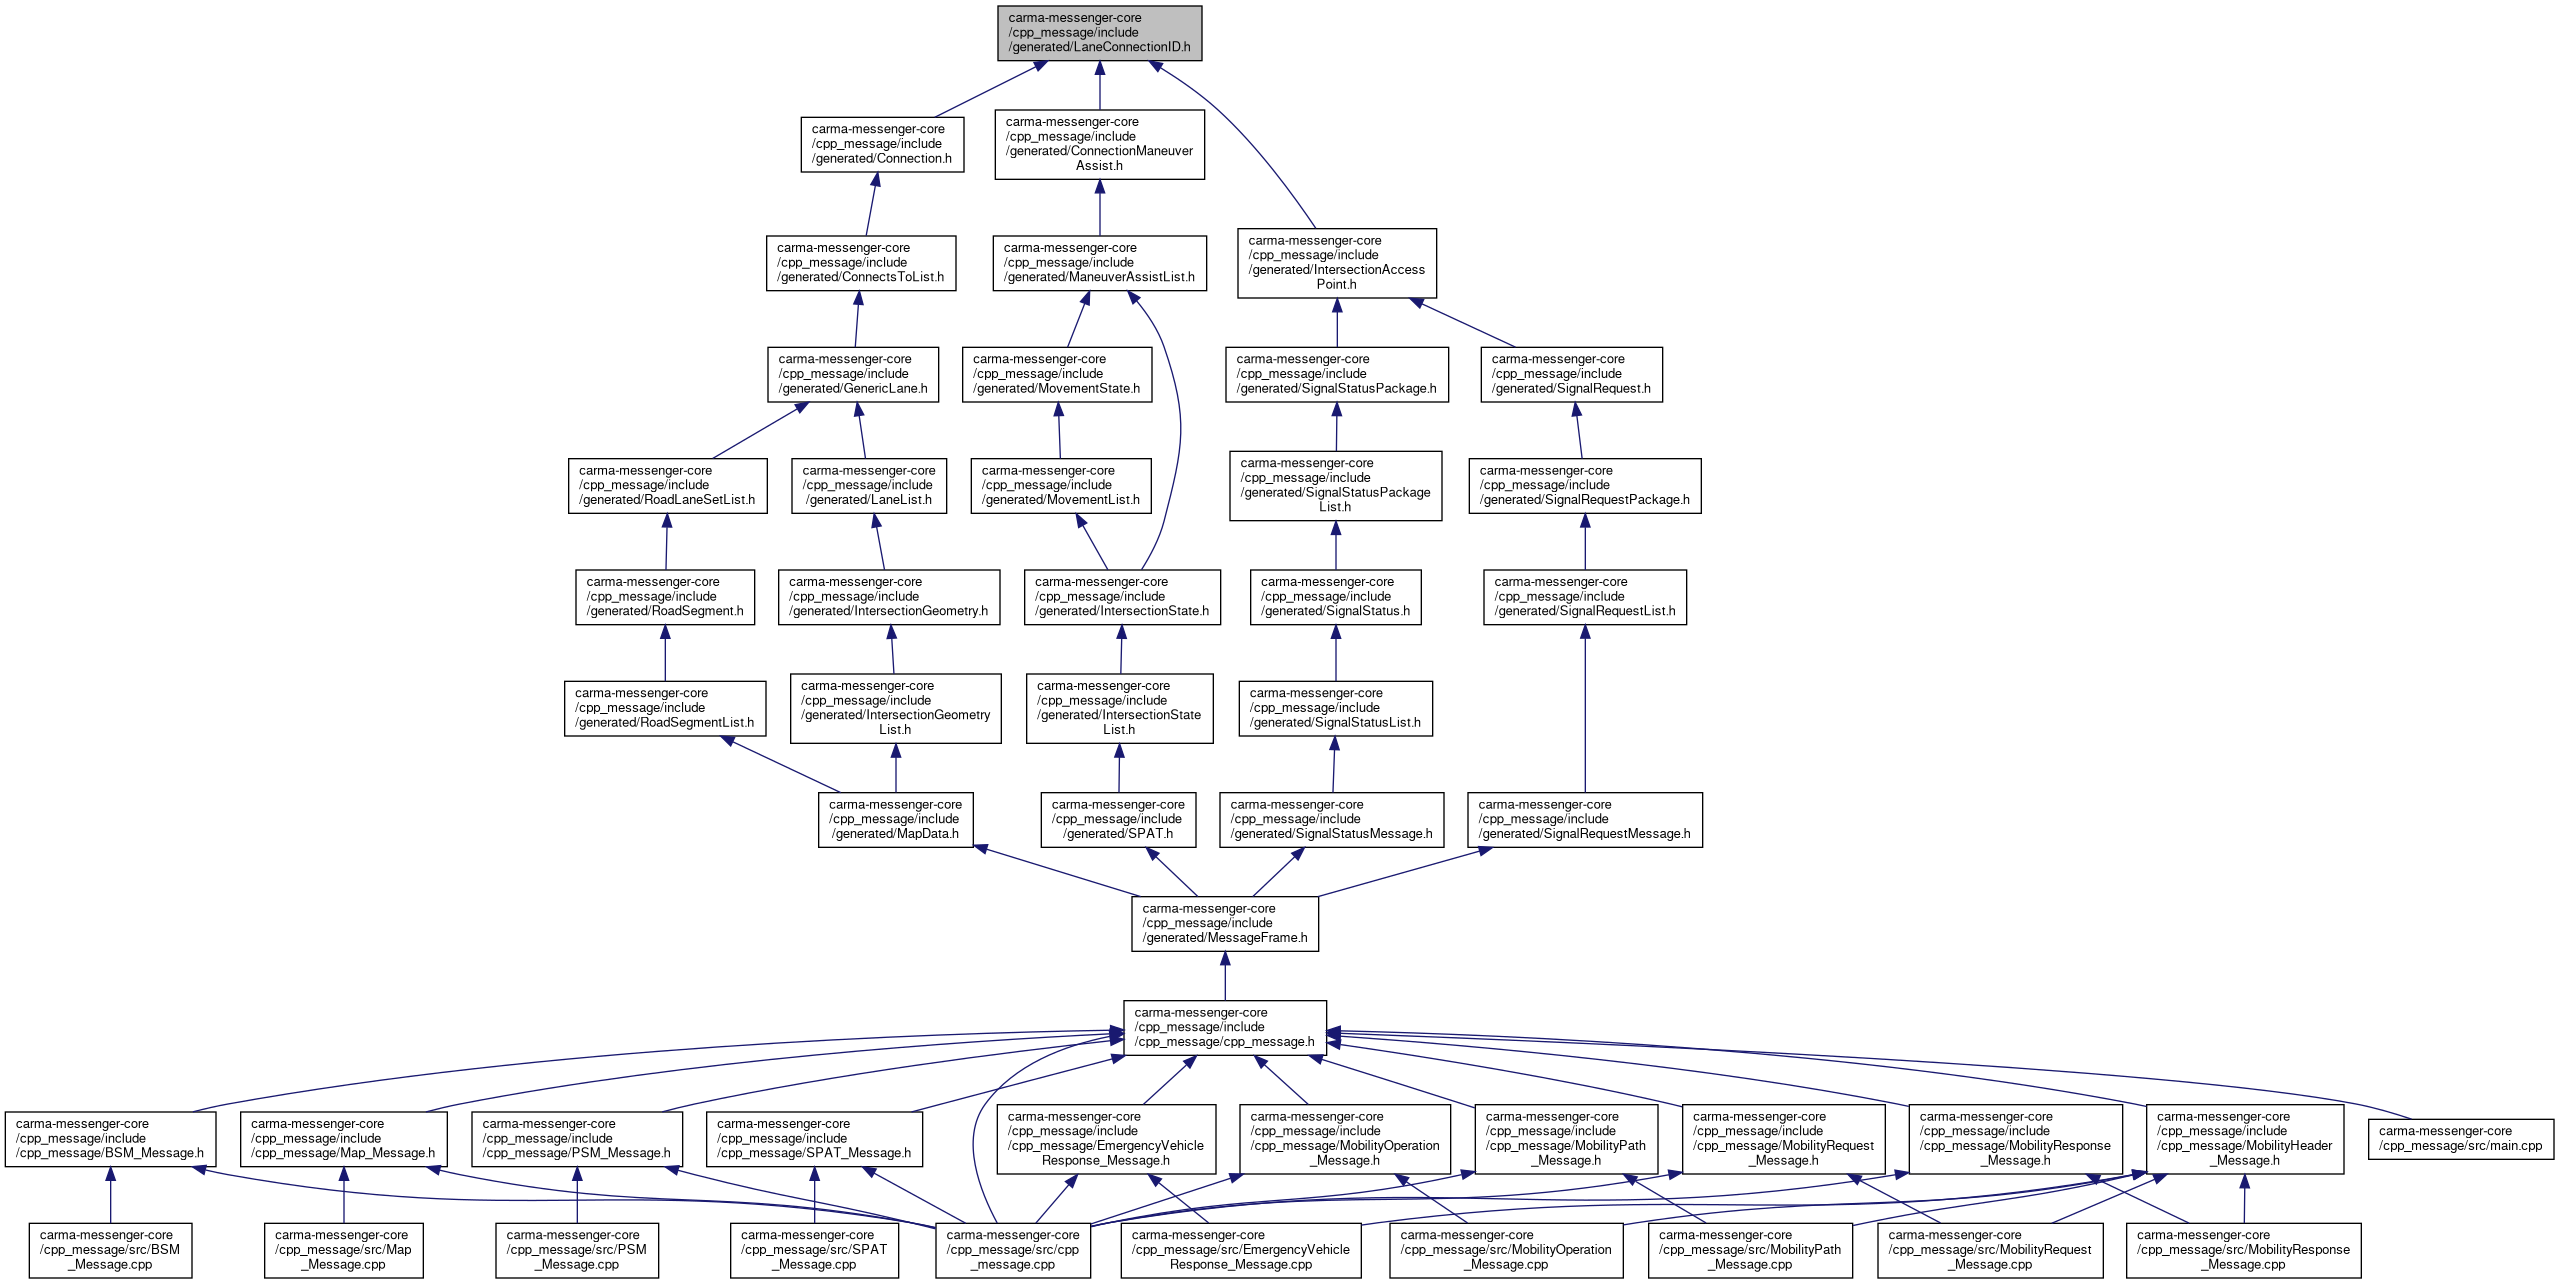 carma-messenger-core
/cpp_message/include
/generated/LaneConnectionID.h
carma-messenger-core
/cpp_message/include
/generated/Connection.h
carma-messenger-core
/cpp_message/include
/generated/ConnectionManeuver
Assist.h
carma-messenger-core
/cpp_message/include
/generated/IntersectionAccess
Point.h
carma-messenger-core
/cpp_message/include
/generated/ConnectsToList.h
carma-messenger-core
/cpp_message/include
/generated/ManeuverAssistList.h
carma-messenger-core
/cpp_message/include
/generated/GenericLane.h
carma-messenger-core
/cpp_message/include
/generated/MovementState.h
carma-messenger-core
/cpp_message/include
/generated/SignalStatusPackage.h
carma-messenger-core
/cpp_message/include
/generated/SignalRequest.h
carma-messenger-core
/cpp_message/include
/generated/RoadLaneSetList.h
carma-messenger-core
/cpp_message/include
/generated/LaneList.h
carma-messenger-core
/cpp_message/include
/generated/MovementList.h
carma-messenger-core
/cpp_message/include
/generated/SignalStatusPackage
List.h
carma-messenger-core
/cpp_message/include
/generated/SignalRequestPackage.h
carma-messenger-core
/cpp_message/include
/generated/RoadSegment.h
carma-messenger-core
/cpp_message/include
/generated/IntersectionGeometry.h
carma-messenger-core
/cpp_message/include
/generated/IntersectionState.h
carma-messenger-core
/cpp_message/include
/generated/SignalStatus.h
carma-messenger-core
/cpp_message/include
/generated/SignalRequestList.h
carma-messenger-core
/cpp_message/include
/generated/RoadSegmentList.h
carma-messenger-core
/cpp_message/include
/generated/IntersectionGeometry
List.h
carma-messenger-core
/cpp_message/include
/generated/IntersectionState
List.h
carma-messenger-core
/cpp_message/include
/generated/SignalStatusList.h
carma-messenger-core
/cpp_message/include
/generated/MapData.h
carma-messenger-core
/cpp_message/include
/generated/SPAT.h
carma-messenger-core
/cpp_message/include
/generated/SignalStatusMessage.h
carma-messenger-core
/cpp_message/include
/generated/SignalRequestMessage.h
carma-messenger-core
/cpp_message/include
/generated/MessageFrame.h
carma-messenger-core
/cpp_message/include
/cpp_message/cpp_message.h
carma-messenger-core
/cpp_message/include
/cpp_message/BSM_Message.h
carma-messenger-core
/cpp_message/include
/cpp_message/Map_Message.h
carma-messenger-core
/cpp_message/include
/cpp_message/PSM_Message.h
carma-messenger-core
/cpp_message/include
/cpp_message/SPAT_Message.h
carma-messenger-core
/cpp_message/include
/cpp_message/EmergencyVehicle
Response_Message.h
carma-messenger-core
/cpp_message/include
/cpp_message/MobilityOperation
_Message.h
carma-messenger-core
/cpp_message/include
/cpp_message/MobilityPath
_Message.h
carma-messenger-core
/cpp_message/include
/cpp_message/MobilityRequest
_Message.h
carma-messenger-core
/cpp_message/include
/cpp_message/MobilityResponse
_Message.h
carma-messenger-core
/cpp_message/include
/cpp_message/MobilityHeader
_Message.h
carma-messenger-core
/cpp_message/src/main.cpp
carma-messenger-core
/cpp_message/src/BSM
_Message.cpp
carma-messenger-core
/cpp_message/src/Map
_Message.cpp
carma-messenger-core
/cpp_message/src/PSM
_Message.cpp
carma-messenger-core
/cpp_message/src/SPAT
_Message.cpp
carma-messenger-core
/cpp_message/src/cpp
_message.cpp
carma-messenger-core
/cpp_message/src/EmergencyVehicle
Response_Message.cpp
carma-messenger-core
/cpp_message/src/MobilityOperation
_Message.cpp
carma-messenger-core
/cpp_message/src/MobilityPath
_Message.cpp
carma-messenger-core
/cpp_message/src/MobilityRequest
_Message.cpp
carma-messenger-core
/cpp_message/src/MobilityResponse
_Message.cpp